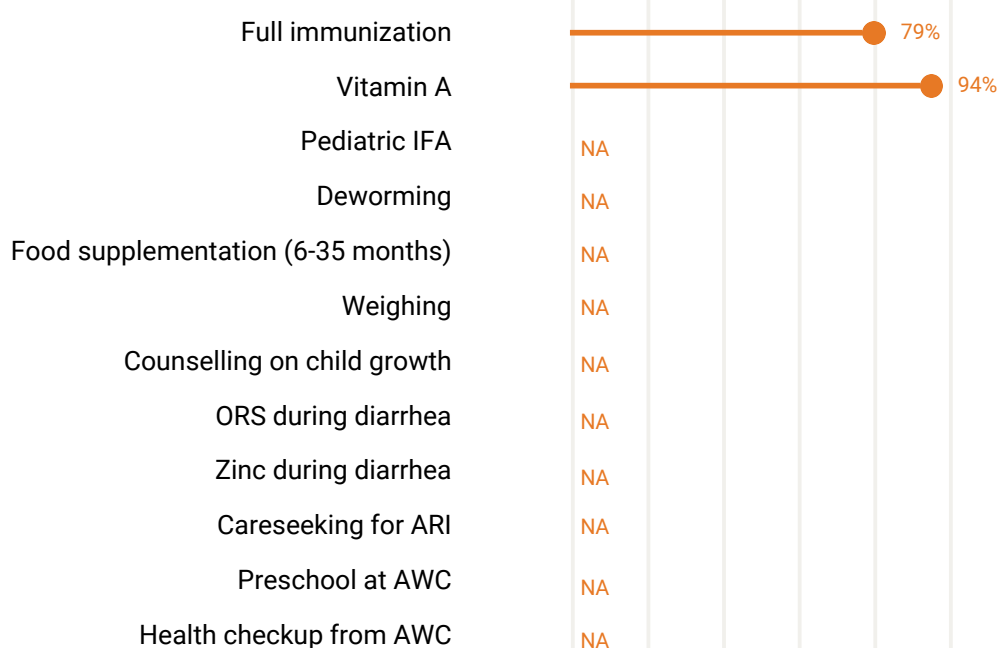 Full immunization 79%
Vitamin A 94%
Pediatric IFA NA
Deworming NA
Food supplementation (6-35 months) NA
Weighing NA
Counselling on child growth NA
ORS during diarrhea NA
Zinc during diarrhea NA
Careseeking for ARI NA
Preschool at AWC NA
Health checkup from AWC NA